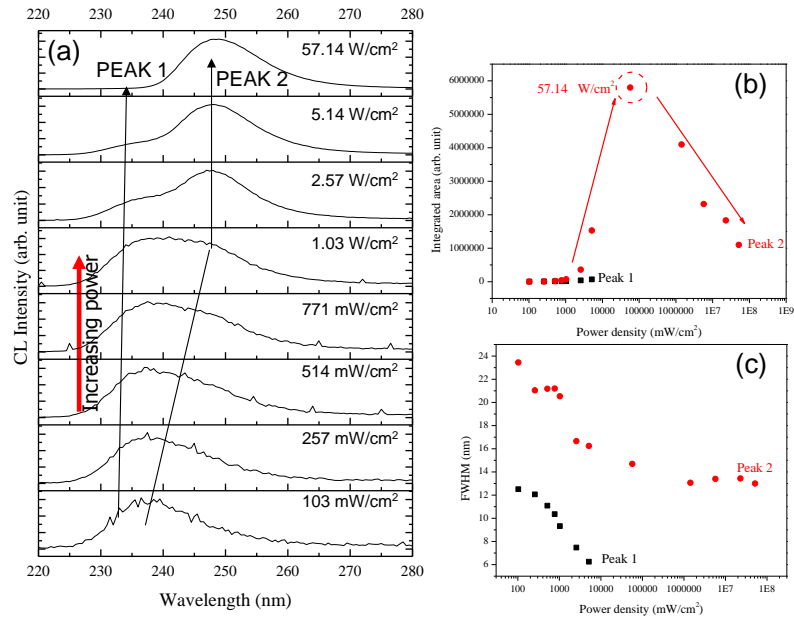 220 230 240 250 260 270 280
(a)
57.14 W/cm²
PEAK 1
PEAK 2
5.14 W/cm²
2.57 W/cm²
1.03 W/cm²
771 mW/cm²
514 mW/cm²
257 mW/cm²
103 mW/cm²
Increasing power
CL Intensity (arb. unit)
220 230 240 250 260 270 280
Wavelength (nm)
(b)
6000000
5000000
4000000
3000000
2000000
1000000
0
Integrated area (arb. unit)
57.14 W/cm²
Peak 2
Peak 1
10 100 1000 10000 100000 1000000 1E7 1E8 1E9
Power density (mW/cm²)
(c)
24
22
20
18
16
14
12
10
8
6
FWHM (nm)
Peak 2
Peak 1
100 1000 10000 100000 1000000 1E7 1E8
Power density (mW/cm²)